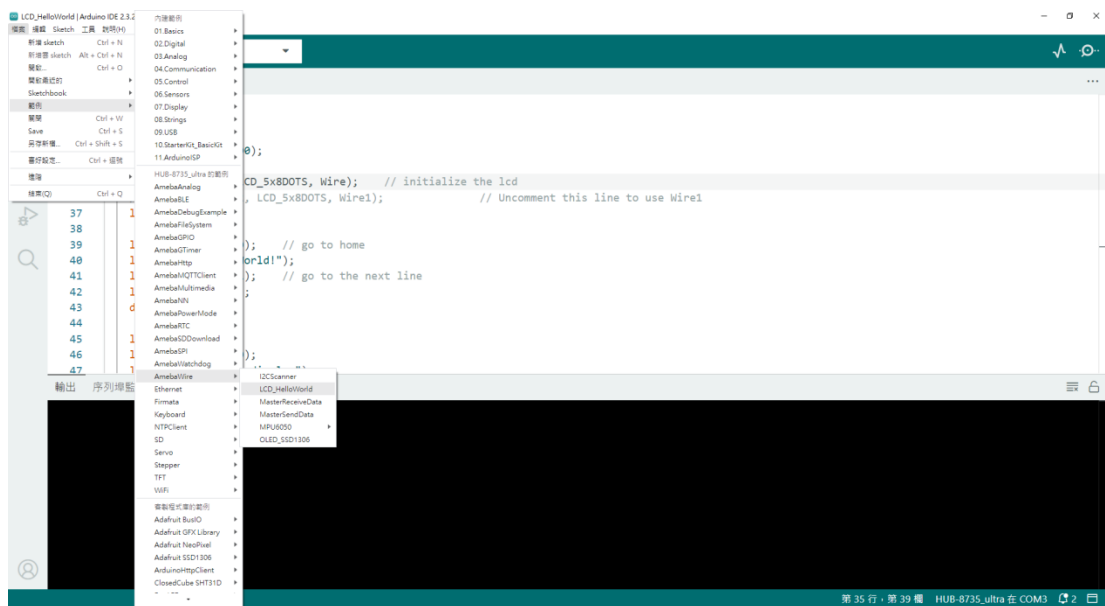 LCD_HelloWorld | Arduino IDE 2.3.2
檔案 編輯 Sketch 工具 說明(H)
新增 sketch Ctrl + N
新增雲 sketch Alt + Ctrl + N
開啟... Ctrl + O
開啟最近的
Sketchbook
範例
關閉 Ctrl + W
Save Ctrl + S
另存新檔... Ctrl + Shift + S
喜好設定... Ctrl + 逗號
進階
結束(Q) Ctrl + Q
內建範例
01.Basics
02.Digital
03.Analog
04.Communication
05.Control
06.Sensors
07.Display
08.Strings
09.USB
10.StarterKit_BasicKit
11.ArduinoISP
HUB-8735_ultra 的範例
AmebaAnalog
AmebaBLE
AmebaDebugExample
AmebaFileSystem
AmebaGPIO
AmebaGTimer
AmebaHttp
AmebaMQTTClient
AmebaMultimedia
AmebaNN
AmebaPowerMode
AmebaRTC
AmebaSDDownload
AmebaSPI
AmebaWatchdog
AmebaWire
Ethernet
Firmata
Keyboard
NTPClient
SD
Servo
Stepper
TFT
WiFi
客製程式庫的範例
Adafruit BusIO
Adafruit GFX Library
Adafruit NeoPixel
Adafruit SSD1306
ArduinoHttpClient
ClosedCube SHT31D
I2CScanner
LCD_HelloWorld
MasterReceiveData
MasterSendData
MPU6050
OLED_SSD1306
0);
CD_5x8DOTS, Wire); // initialize the lcd
, LCD_5x8DOTS, Wire1); // Uncomment this line to use Wire1
37 l
38
39 l ); // go to home
40 l orld!");
41 l ); // go to the next line
42 l ;
43 d
44
45 l
46 l );
47 l
輸出 序列埠監
第 35 行，第 39 欄 HUB-8735_ultra 在 COM3 2